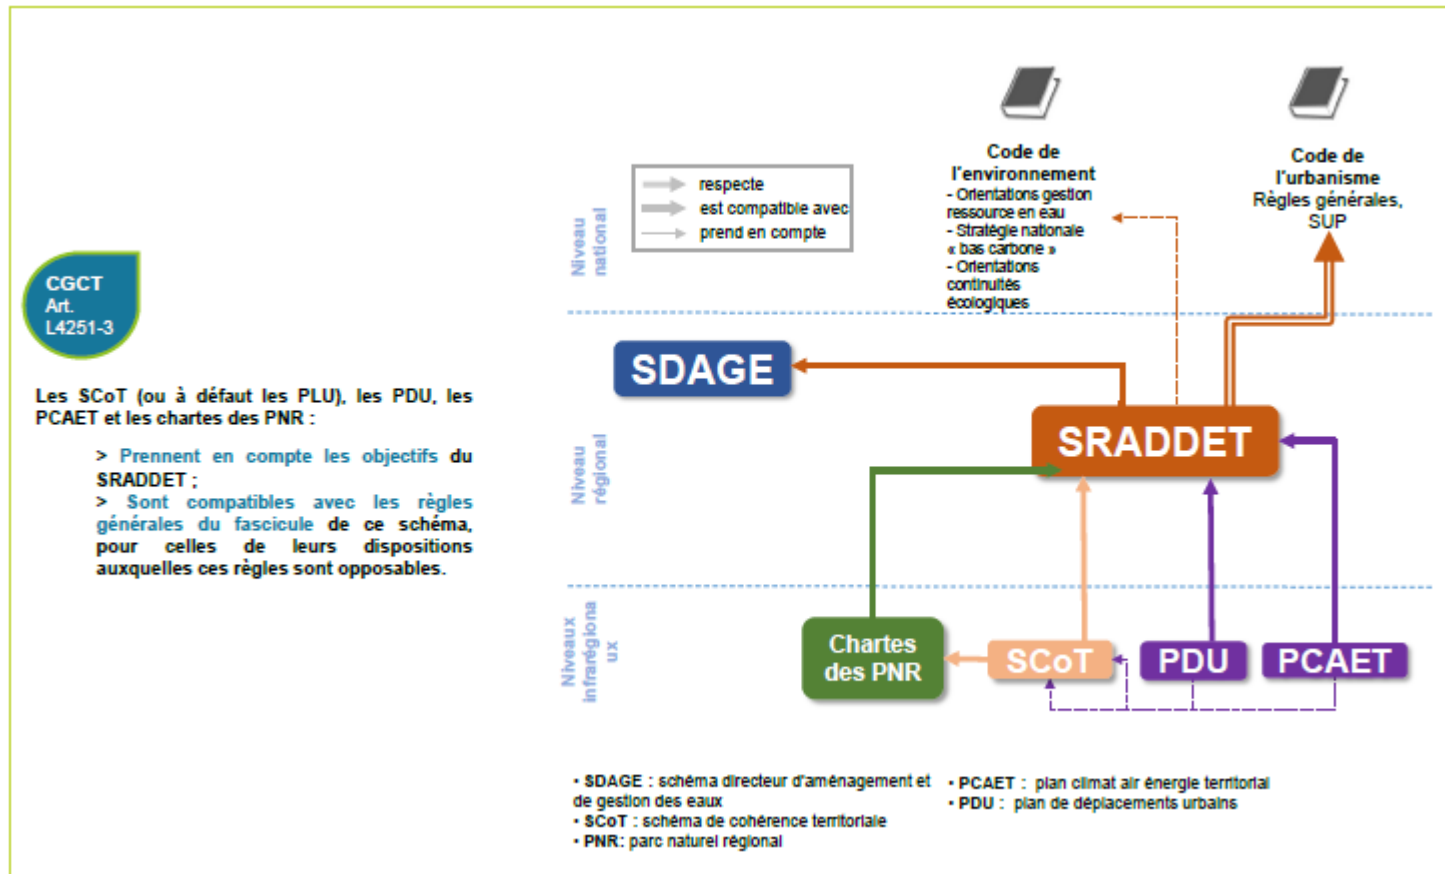 CGCT
Art.
L4251-3
Les SCoT (ou à défaut les PLU), les PDU, les
PCAET et les chartes des PNR :
> Prennent en compte les objectifs du
SRADDET ;
> Sont compatibles avec les règles
générales du fascicule de ce schéma,
pour celles de leurs dispositions
auxquelles ces règles sont opposables.
Niveau
national
respecte
est compatible avec
prend en compte
Code de
l'environnement
- Orientations gestion
ressource en eau
- Stratégie nationale
« bas carbone »
- Orientations
continuités
écologiques
Code de
l'urbanisme
Règles générales,
SUP
Niveau
régional
SDAGE
SRADDET
Niveaux
infrarégiona
ux
Chartes
des PNR
SCoT
PDU
PCAET
• SDAGE : schéma directeur d'aménagement et
de gestion des eaux
• SCoT : schéma de cohérence territoriale
• PNR: parc naturel régional
• PCAET : plan climat air énergie territorial
• PDU : plan de déplacements urbains